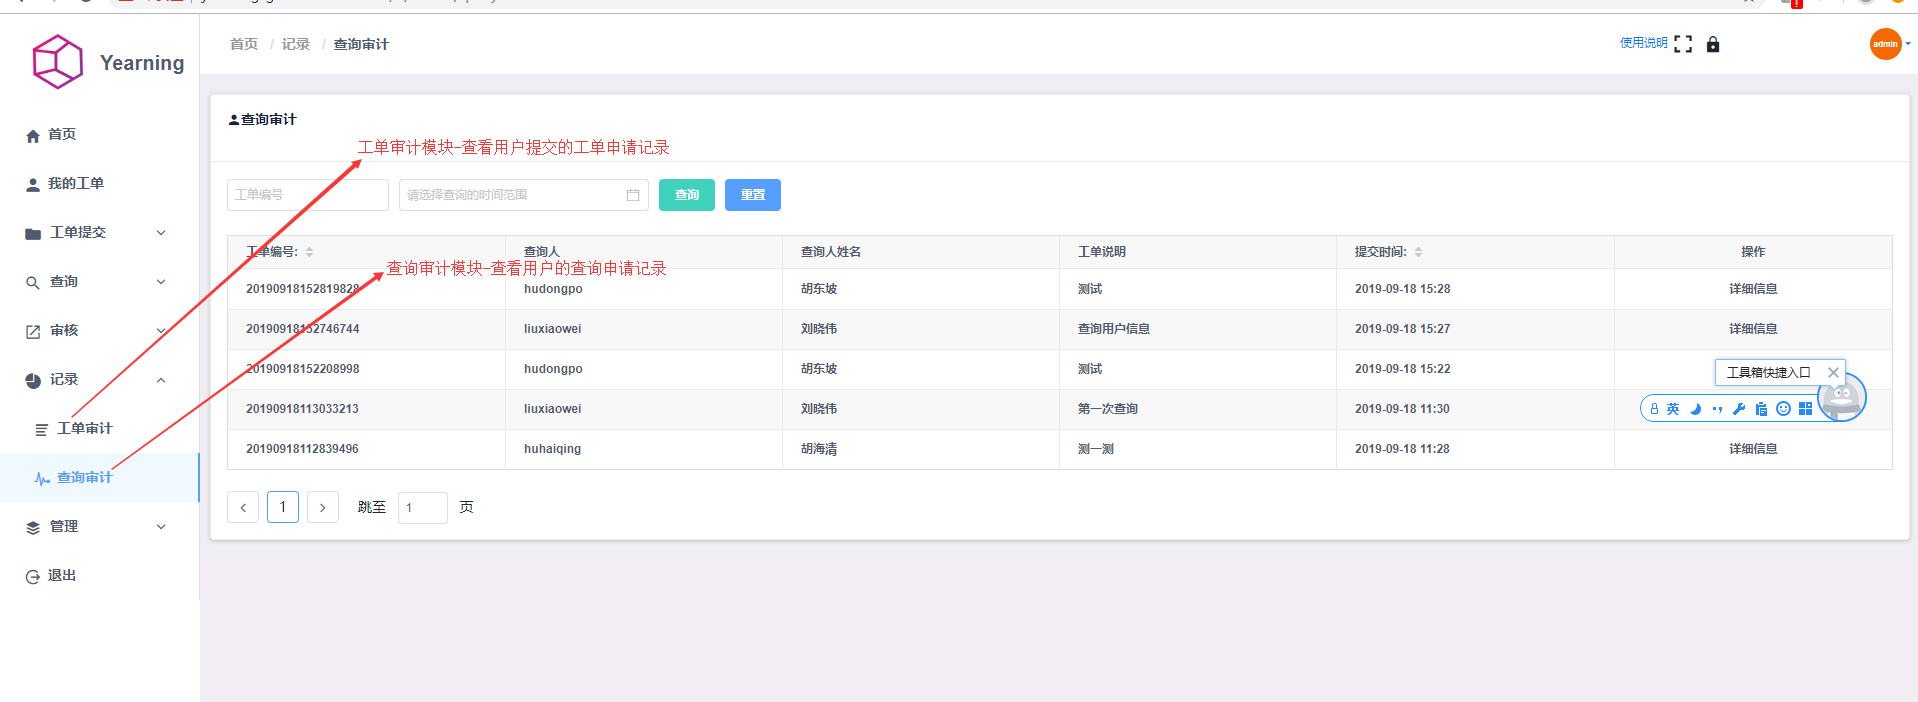 Yearning
首页 / 记录 / 查询审计
使用说明
admin
首页
我的工单
工单提交
查询
审核
记录
工单审计
查询审计
管理
退出
查询审计
工单审计模块-查看用户提交的工单申请记录
工单编号
请选择查询的时间范围
查询
重置
工单编号: 查询人 查询人姓名 工单说明 提交时间: 操作
查询审计模块-查看用户的查询申请记录
20190918152819828 hudongpo 胡东坡 测试 2019-09-18 15:28 详细信息
20190918152746744 liuxiaowei 刘晓伟 查询用户信息 2019-09-18 15:27 详细信息
20190918152208998 hudongpo 胡东坡 测试 2019-09-18 15:22
工具箱快捷入口
20190918113033213 liuxiaowei 刘晓伟 第一次查询 2019-09-18 11:30
英
20190918112839496 huhaiqing 胡海清 测一测 2019-09-18 11:28 详细信息
1 跳至 1 页